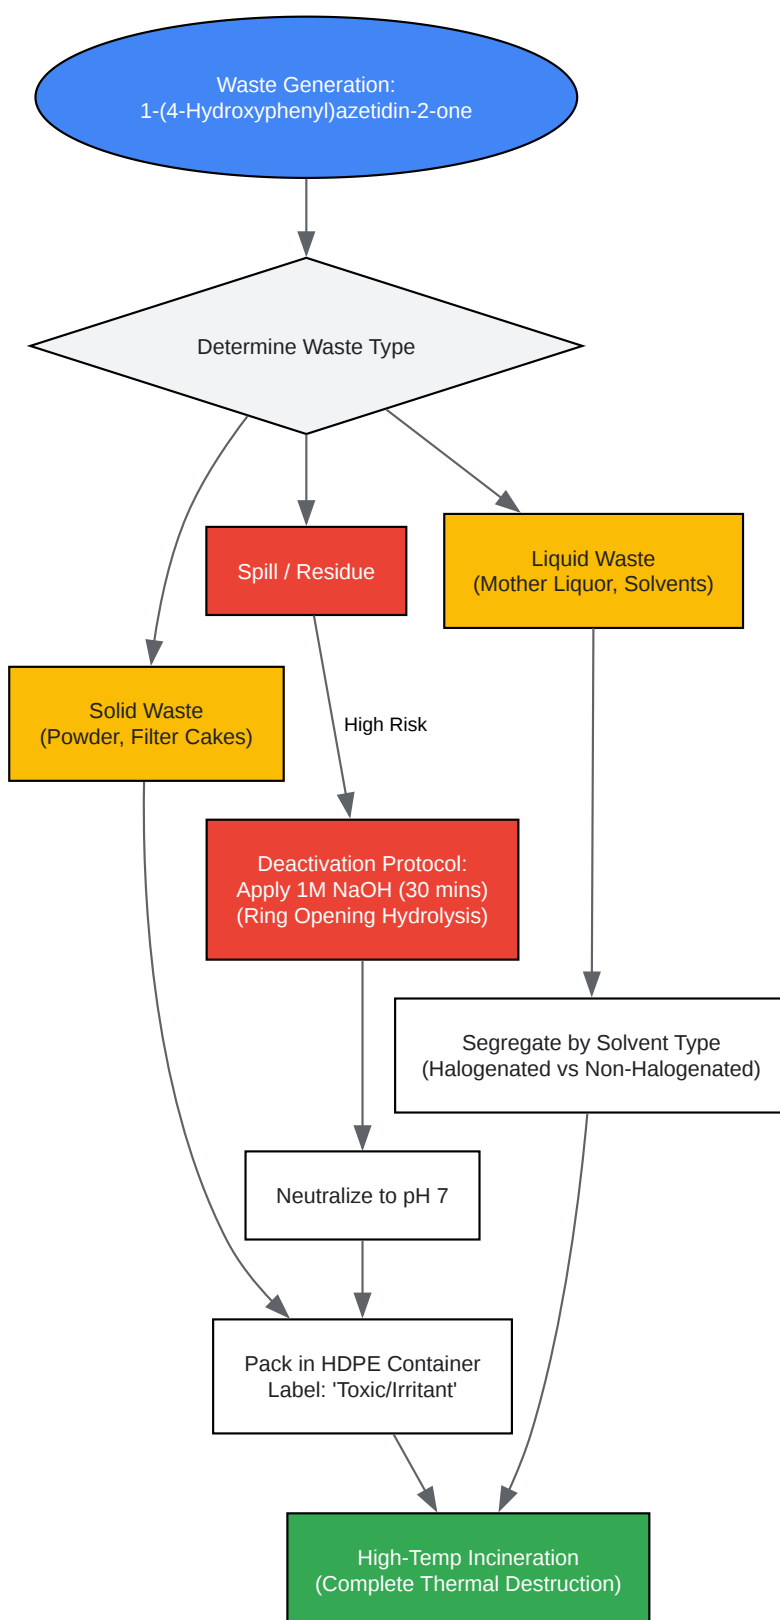 Waste Generation:
1-(4-Hydroxyphenyl)azetidin-2-one
Determine Waste Type
Spill / Residue
Liquid Waste
(Mother Liquor, Solvents)
Solid Waste
(Powder, Filter Cakes)
High Risk
Deactivation Protocol:
Apply 1M NaOH (30 mins)
(Ring Opening Hydrolysis)
Segregate by Solvent Type
(Halogenated vs Non-Halogenated)
Neutralize to pH 7
Pack in HDPE Container
Label: 'Toxic/Irritant'
High-Temp Incineration
(Complete Thermal Destruction)